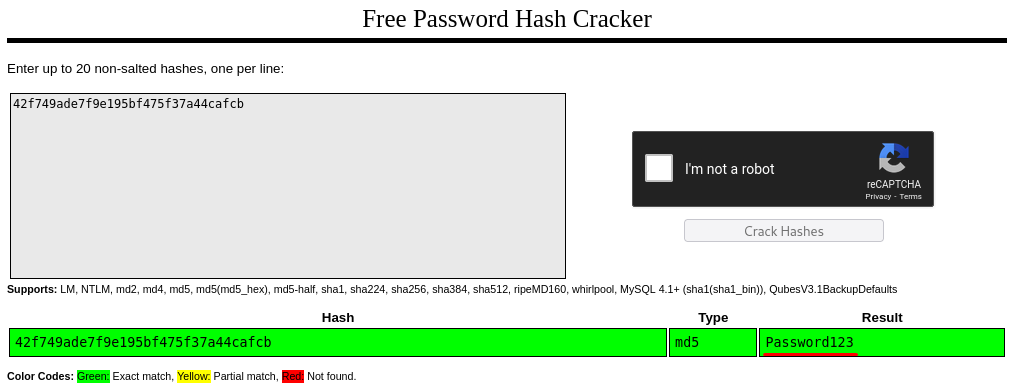 Free Password Hash Cracker
Enter up to 20 non-salted hashes, one per line:
42f749ade7f9e195bf475f37a44cafcb
I'm not a robot
reCAPTCHA
Privacy - Terms
Crack Hashes
Supports: LM, NTLM, md2, md4, md5, md5(md5_hex), md5-half, sha1, sha224, sha256, sha384, sha512, ripeMD160, whirlpool, MySQL 4.1+ (sha1(sha1_bin)), QubesV3.1BackupDefaults
Hash Type Result
42f749ade7f9e195bf475f37a44cafcb md5 Password123
Color Codes: Green: Exact match, Yellow: Partial match, Red: Not found.